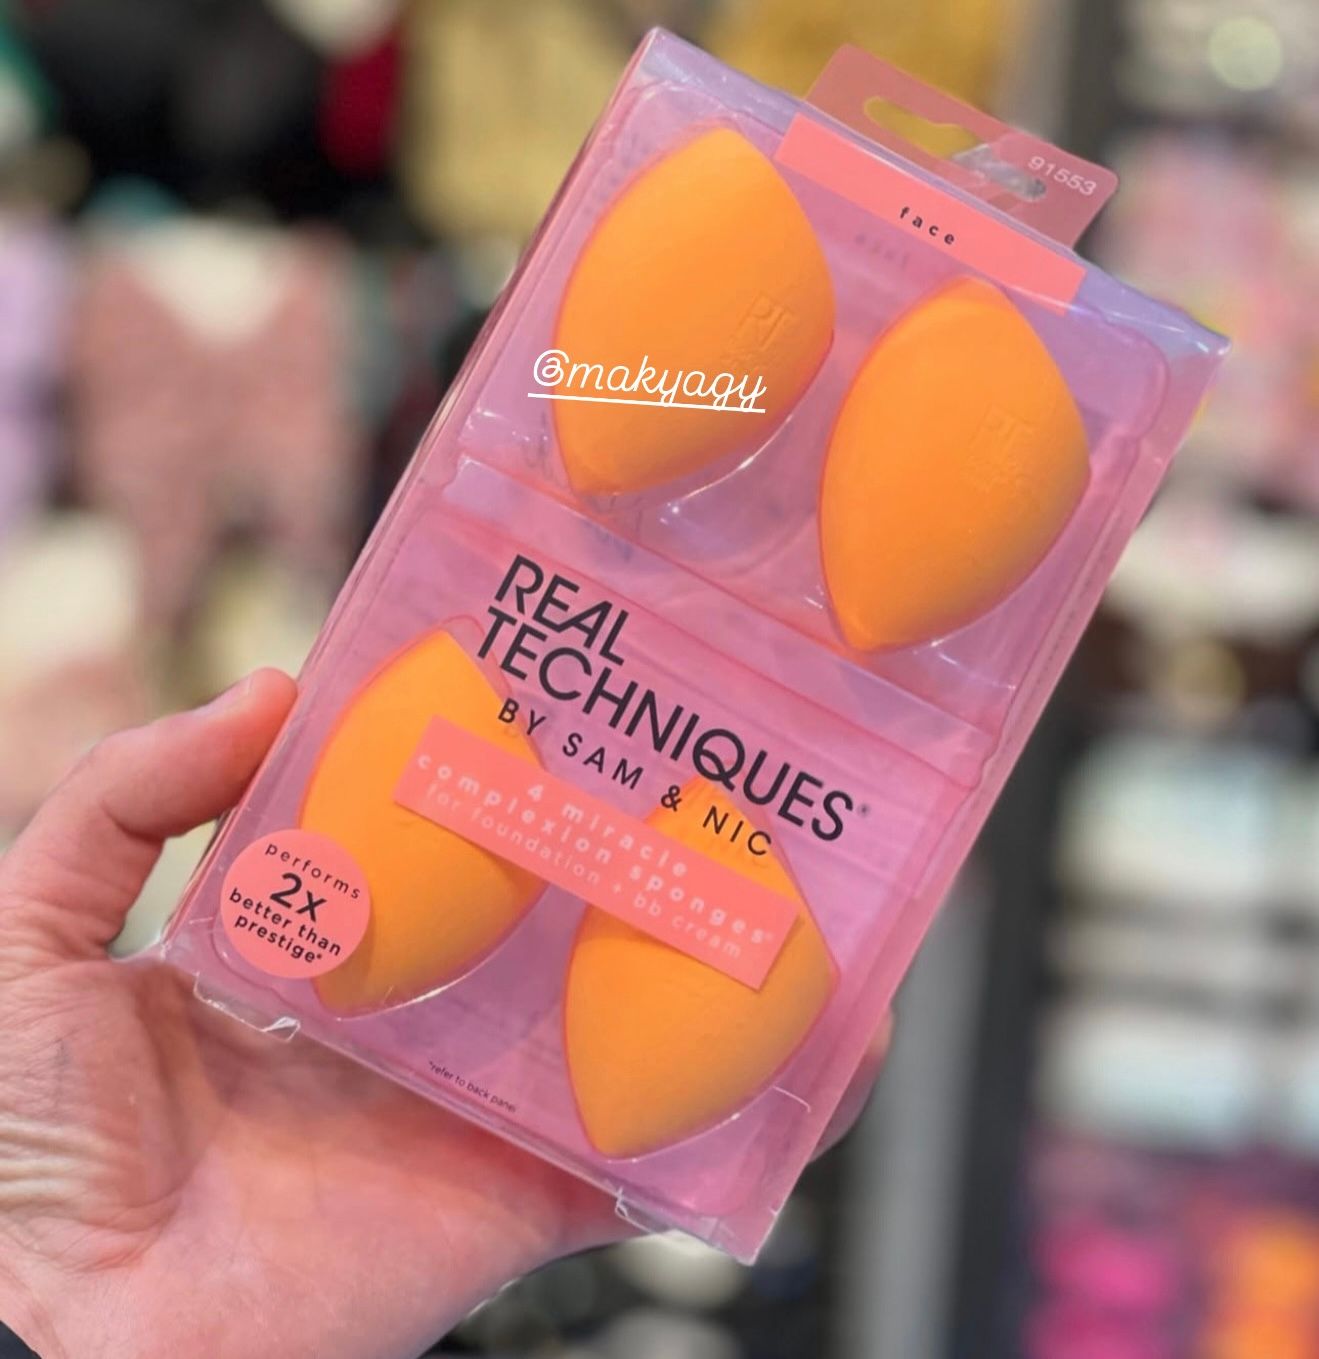 91553
face
@makyagy
REAL
TECHNIQUES®
BY SAM & NIC
4 miracle
complexion sponges®
for foundation + bb cream
performs
2x
better than
prestige*
*refer to back panel